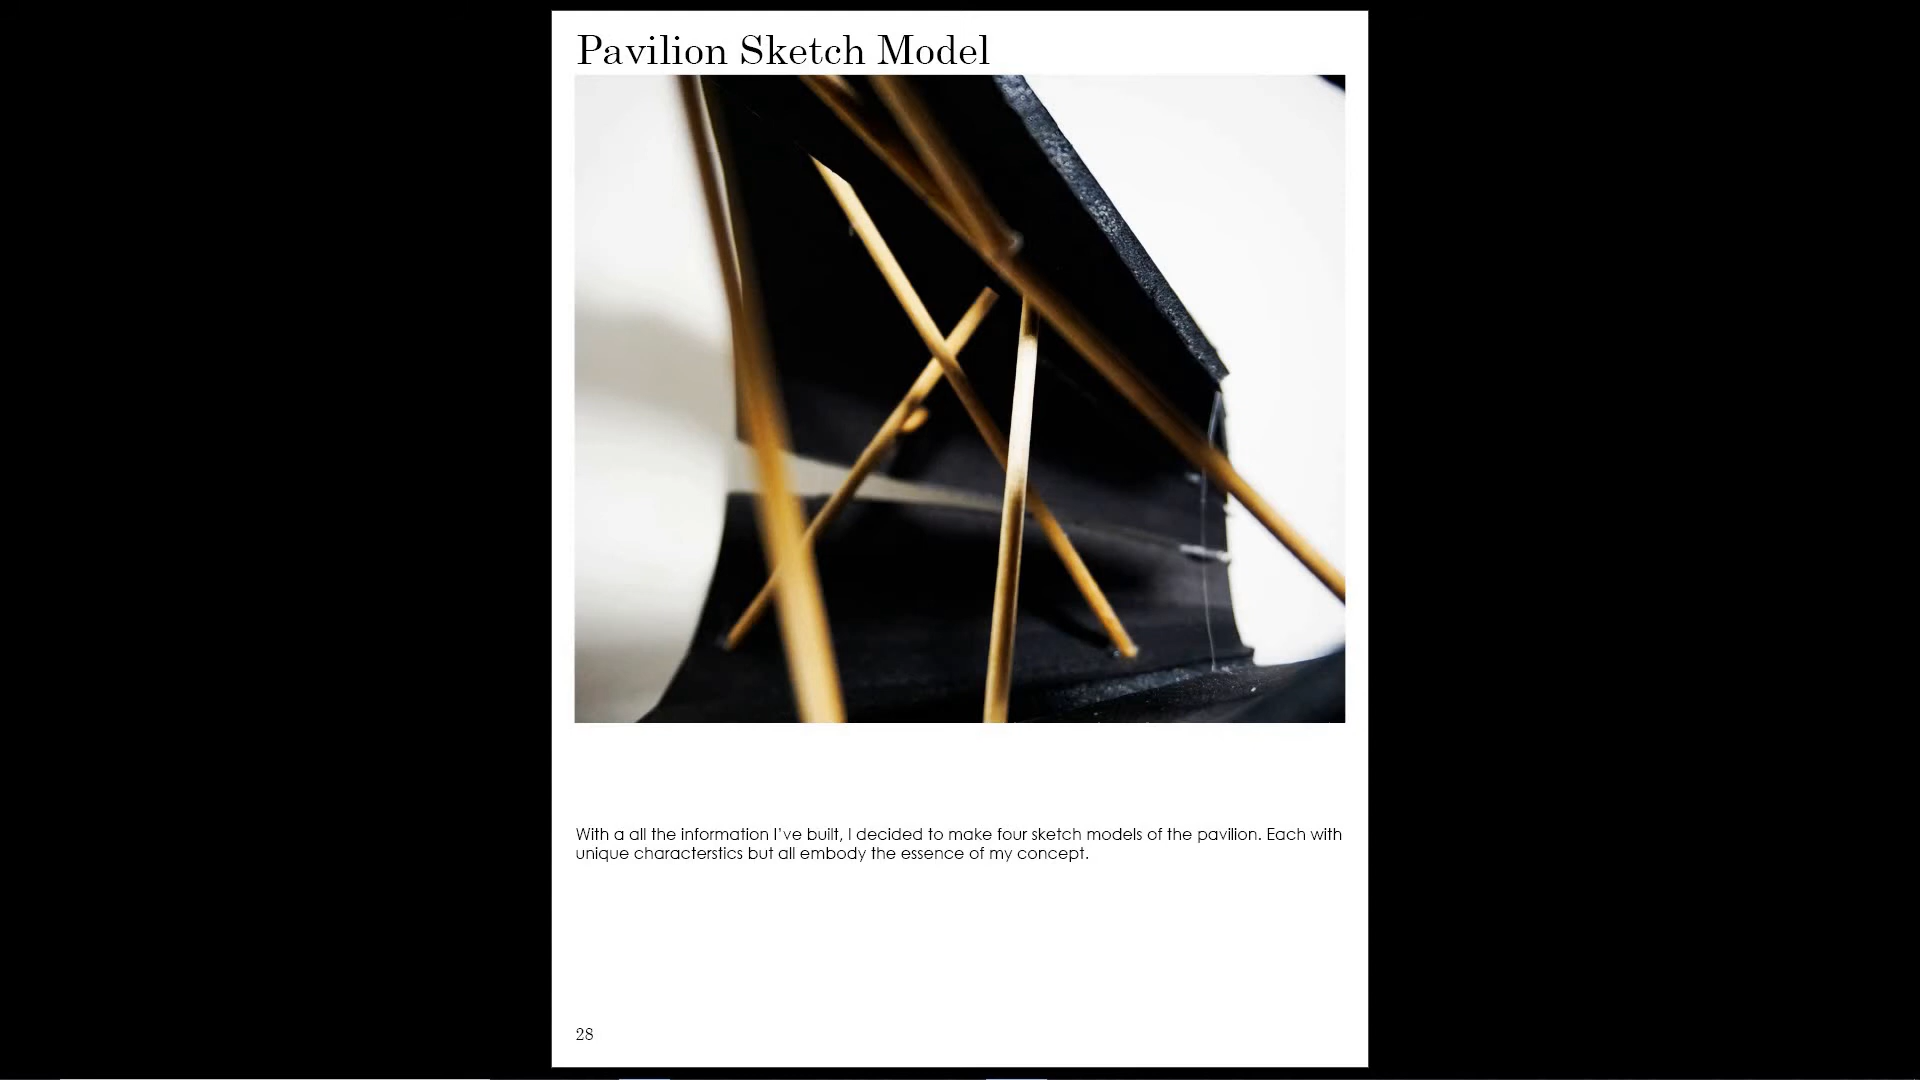 Pavilion Sketch Model
With a all the information I've built, I decided to make four sketch models of the pavilion. Each with
unique characterstics but all embody the essence of my concept.
28